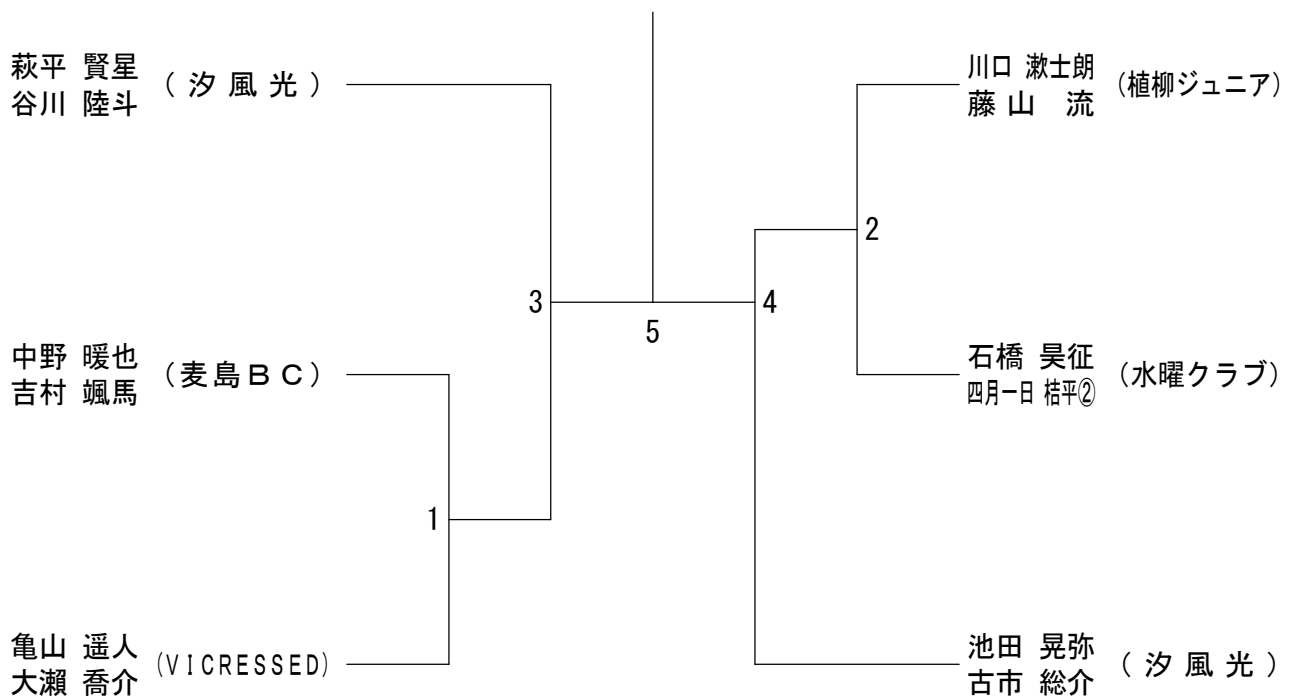 萩平 賢星
谷川 陸斗
(汐風光)
中野 暖也
吉村 颯馬
(麦島BC)
亀山 遥人
大瀬 喬介
(VICRESSED)
1
3
5
4
2
川口 漱士朗
藤山 流
(植柳ジュニア)
石橋 昊征
四月一日 桔平②
(水曜クラブ)
池田 晃弥
古市 総介
(汐風光)